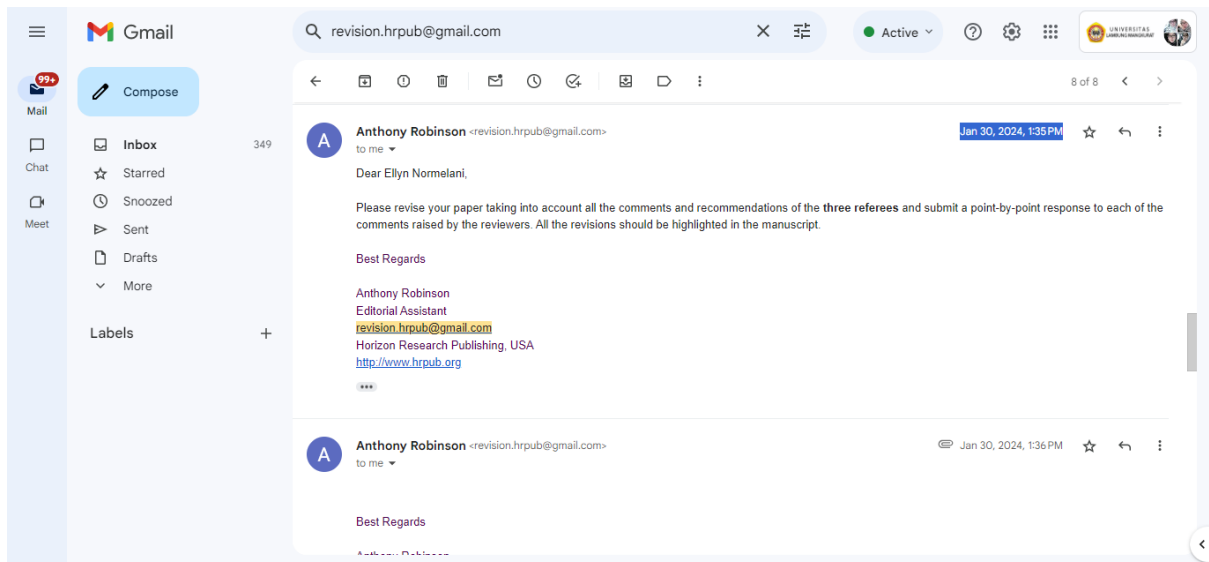 Gmail
revision.hrpub@gmail.com
Active
UNIVERSITAS
LAMBUNG MANGKURAT
99+
Mail
Chat
Meet
Compose
Inbox 349
Starred
Snoozed
Sent
Drafts
More
Labels
8 of 8
A
Anthony Robinson <revision.hrpub@gmail.com> Jan 30, 2024, 1:35 PM
to me
Dear Ellyn Normelani,
Please revise your paper taking into account all the comments and recommendations of the three referees and submit a point-by-point response to each of the
comments raised by the reviewers. All the revisions should be highlighted in the manuscript.
Best Regards
Anthony Robinson
Editorial Assistant
revision.hrpub@gmail.com
Horizon Research Publishing, USA
http://www.hrpub.org
A
Anthony Robinson <revision.hrpub@gmail.com> Jan 30, 2024, 1:36 PM
to me
Best Regards
Anthony Robinson